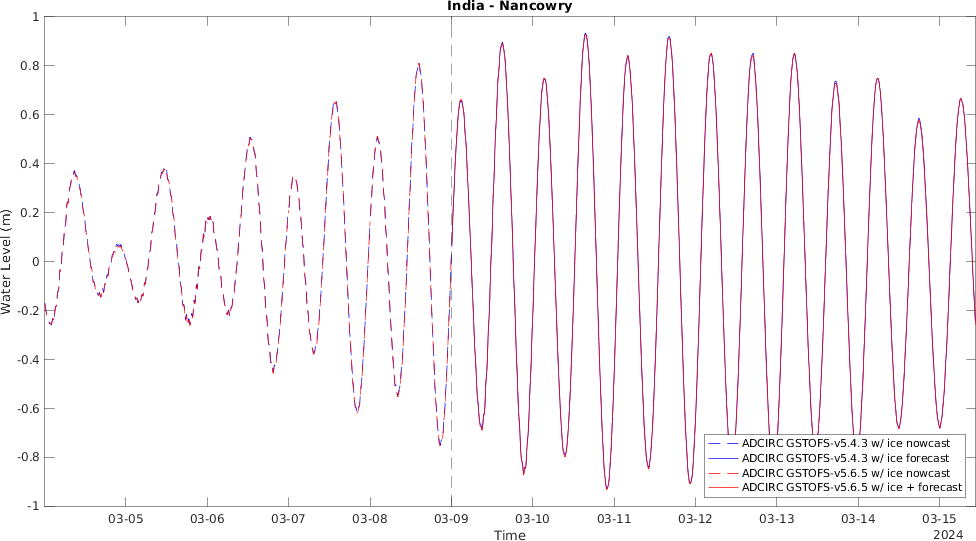 India - Nancowry
1
0.8
0.6
0.4
0.2
0
-0.2
-0.4
-0.6
-0.8
-1
Water Level (m)
ADCIRC GSTOFS-v5.4.3 w/ ice nowcast
ADCIRC GSTOFS-v5.4.3 w/ ice forecast
ADCIRC GSTOFS-v5.6.5 w/ ice nowcast
ADCIRC GSTOFS-v5.6.5 w/ ice + forecast
03-05 03-06 03-07 03-08 03-09 03-10 03-11 03-12 03-13 03-14 03-15
Time
2024